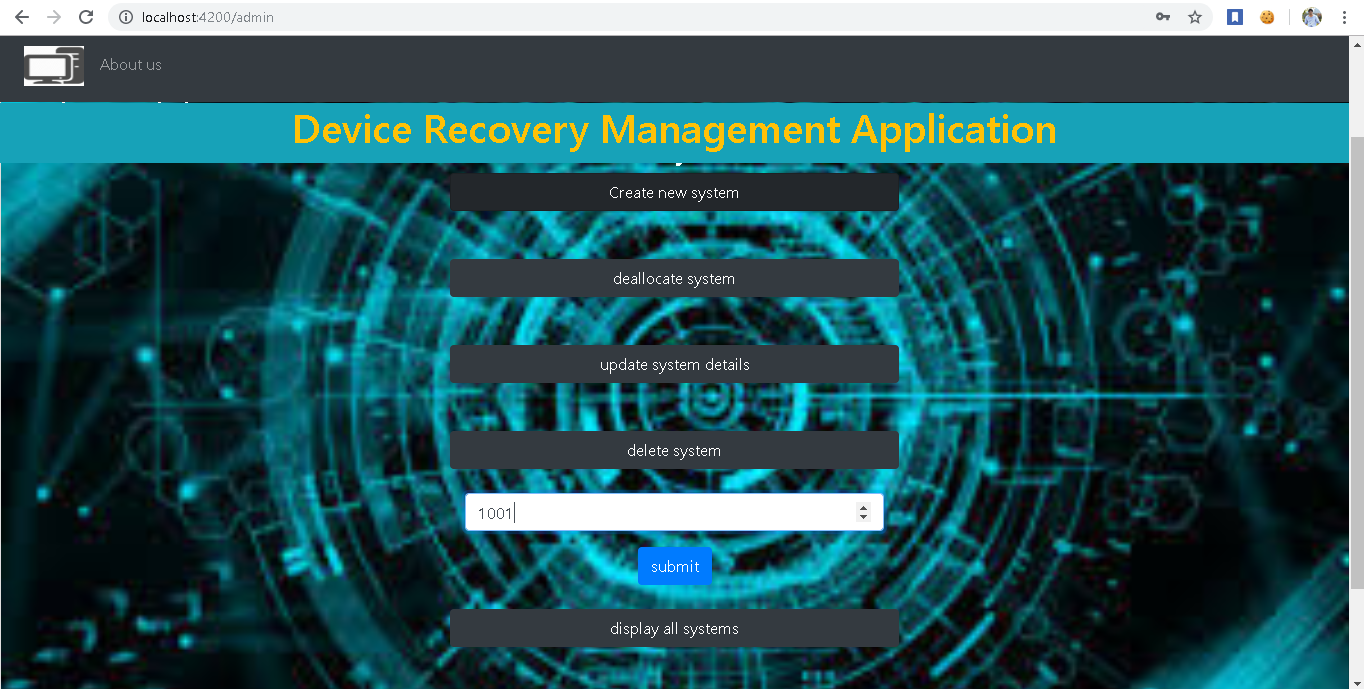 localhost:4200/admin
About us
Device Recovery Management Application
Create new system
deallocate system
update system details
delete system
1001
submit
display all systems